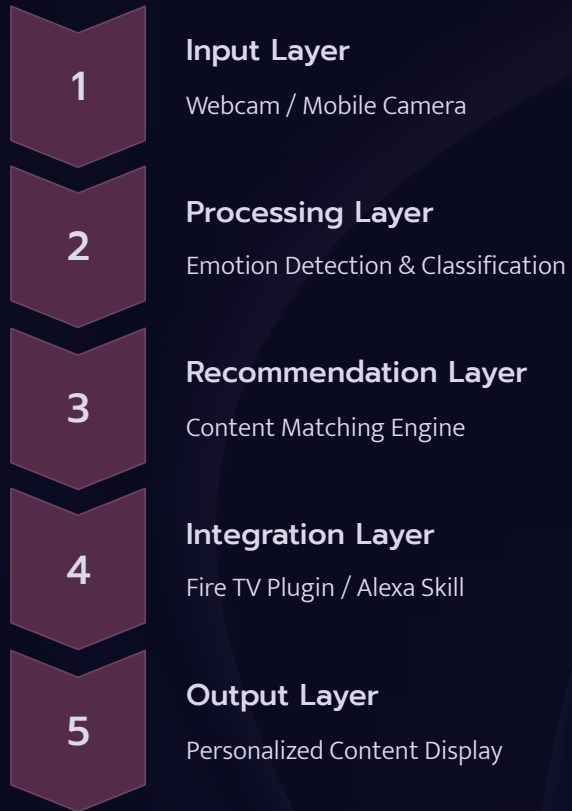 1
Input Layer
Webcam / Mobile Camera
2
Processing Layer
Emotion Detection & Classification
3
Recommendation Layer
Content Matching Engine
4
Integration Layer
Fire TV Plugin / Alexa Skill
5
Output Layer
Personalized Content Display